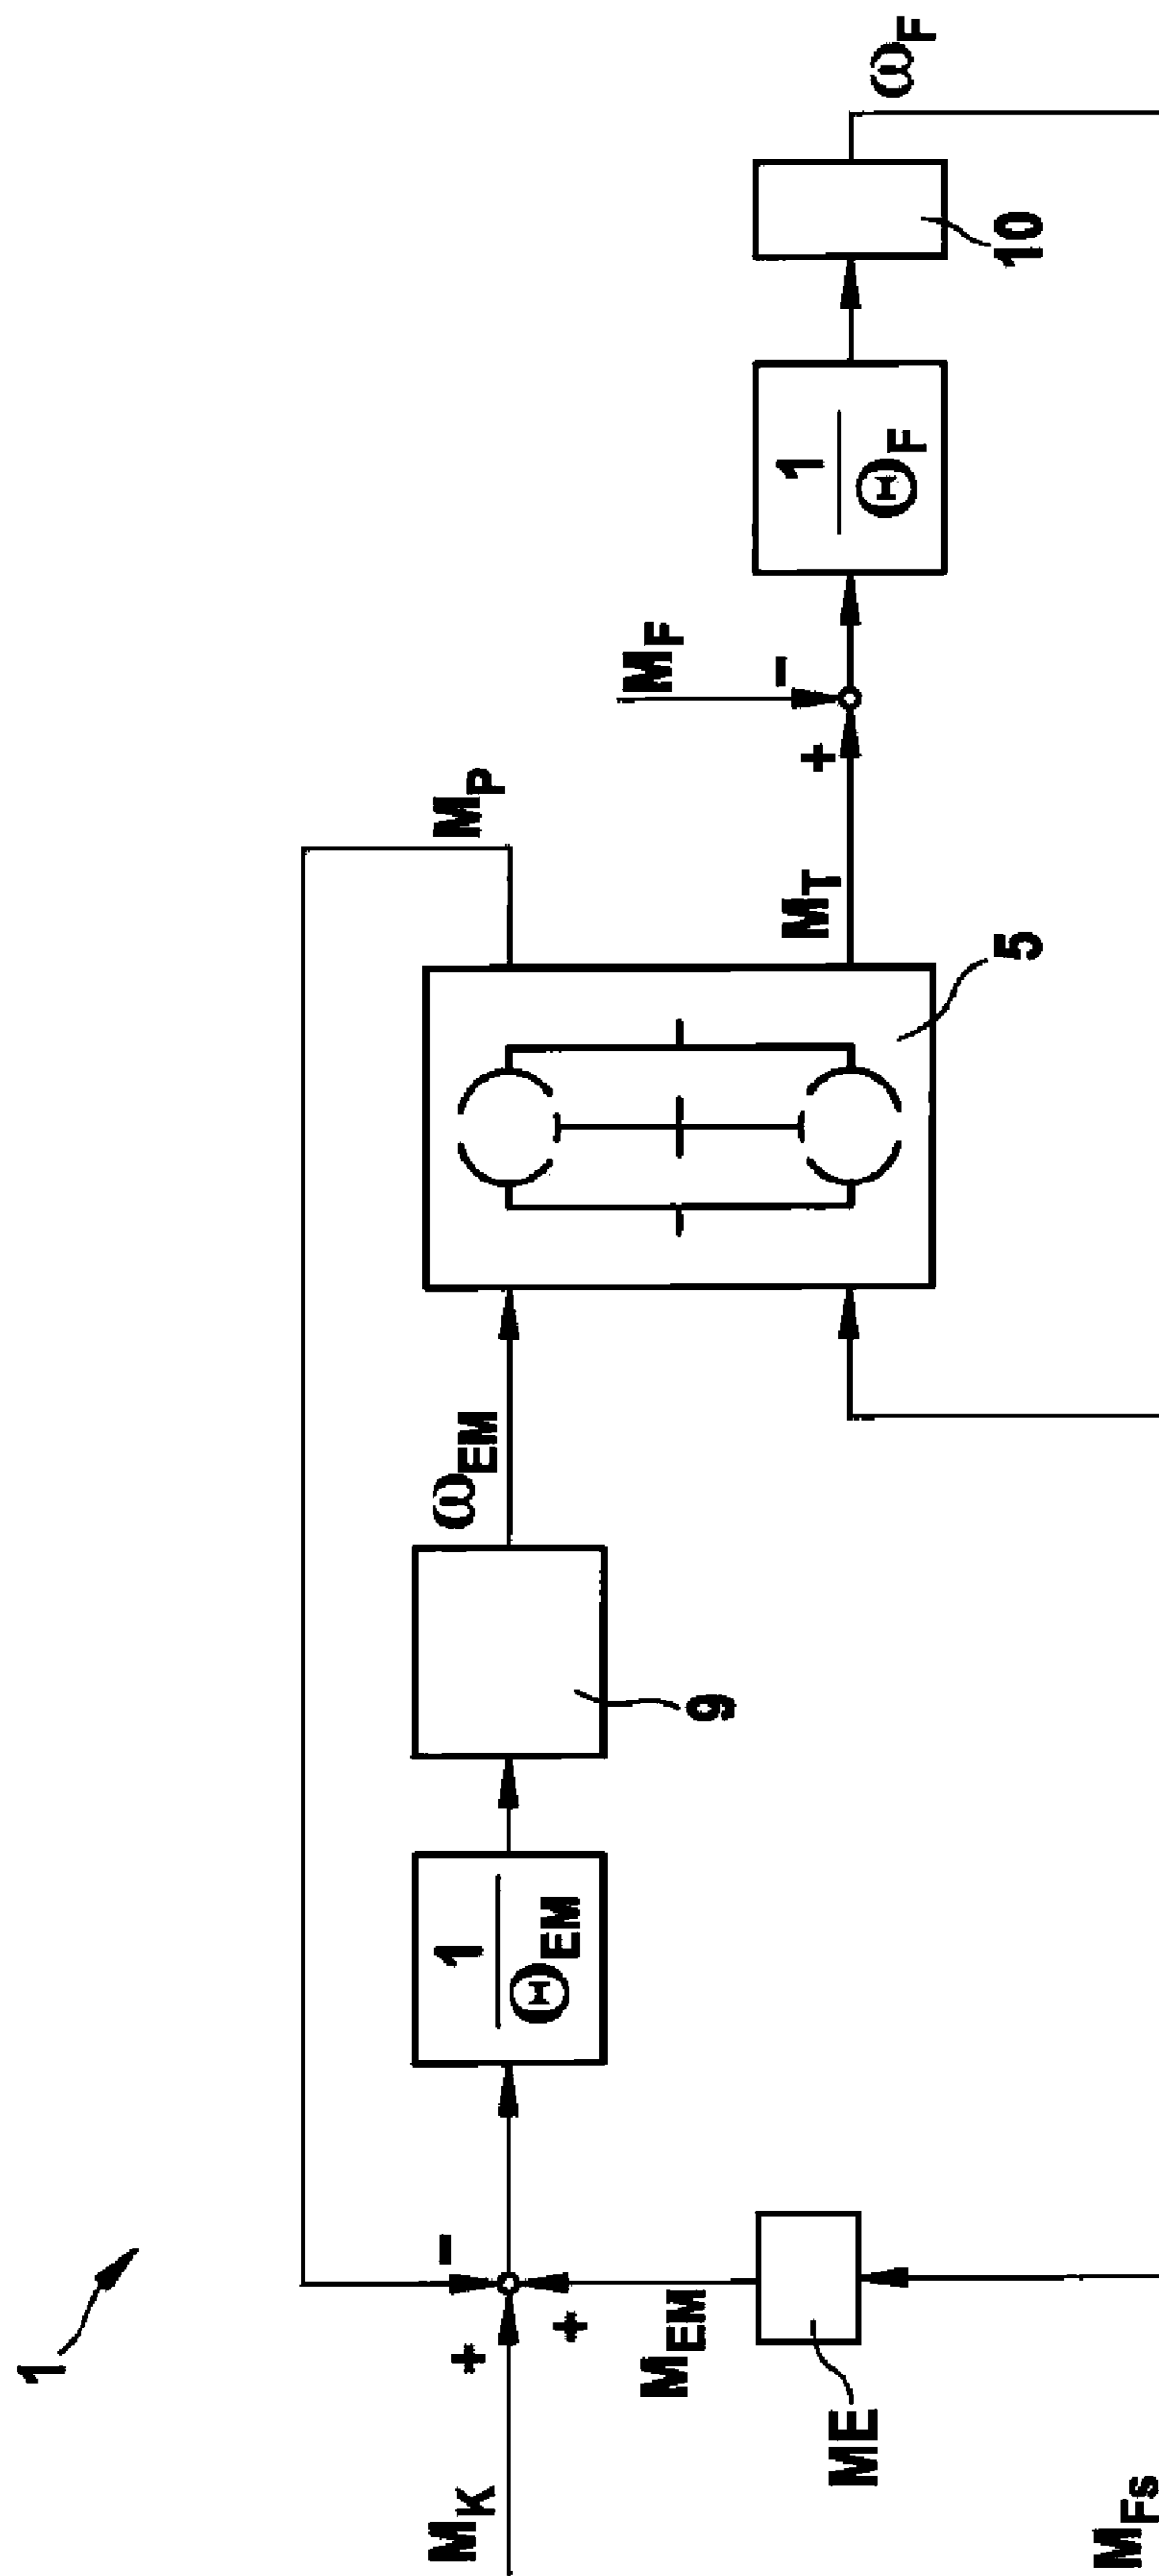 1
M_P
M_K
+
-
+
1
Θ_EM
9
ω_EM
M_EM
ME
M_Fs
5
M_T
+
M_F
-
1
Θ_F
10
ω_F